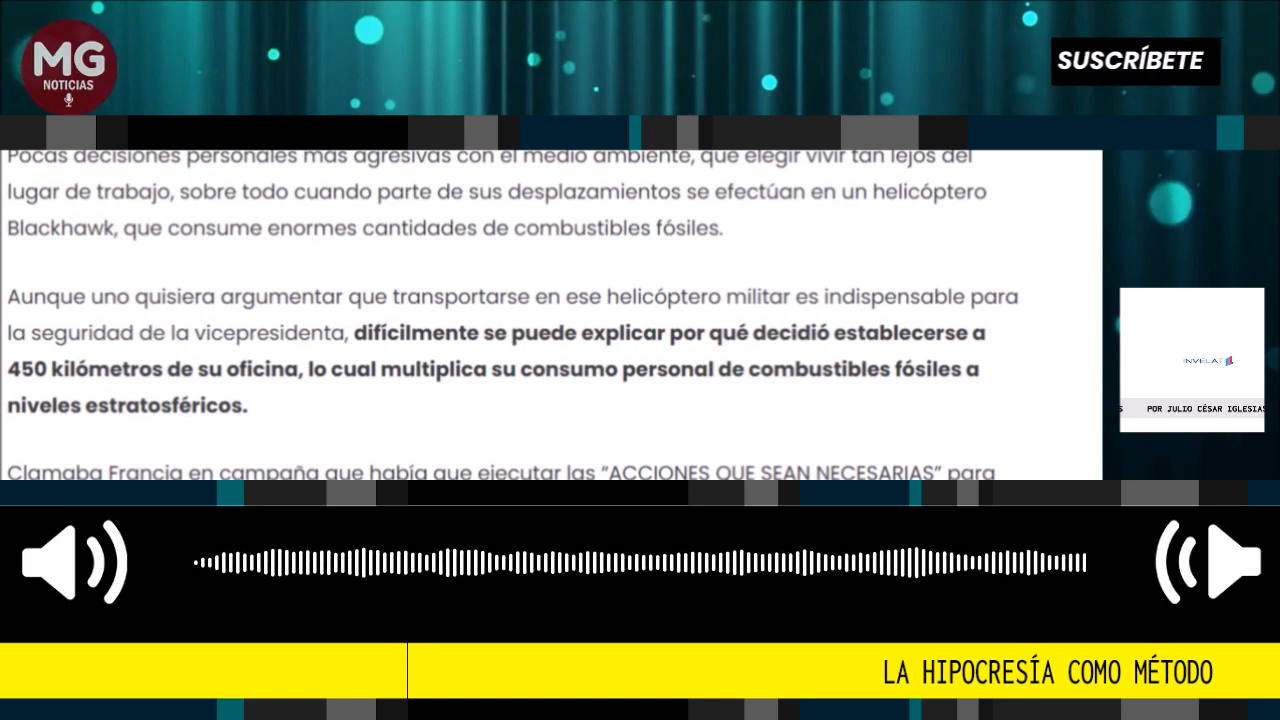 MG
NOTICIAS
SUSCRÍBETE
Pocas decisiones personales más agresivas con el medio ambiente, que elegir vivir tan lejos del
lugar de trabajo, sobre todo cuando parte de sus desplazamientos se efectúan en un helicóptero
Blackhawk, que consume enormes cantidades de combustibles fósiles.
Aunque uno quisiera argumentar que transportarse en ese helicóptero militar es indispensable para
la seguridad de la vicepresidenta, difícilmente se puede explicar por qué decidió establecerse a
450 kilómetros de su oficina, lo cual multiplica su consumo personal de combustibles fósiles a
niveles estratosféricos.
Clamaba Francia en campaña que había que ejecutar las “ACCIONES QUE SEAN NECESARIAS” para
INVELAT
S POR JULIO CÉSAR IGLESIAS
LA HIPOCRESÍA COMO MÉTODO